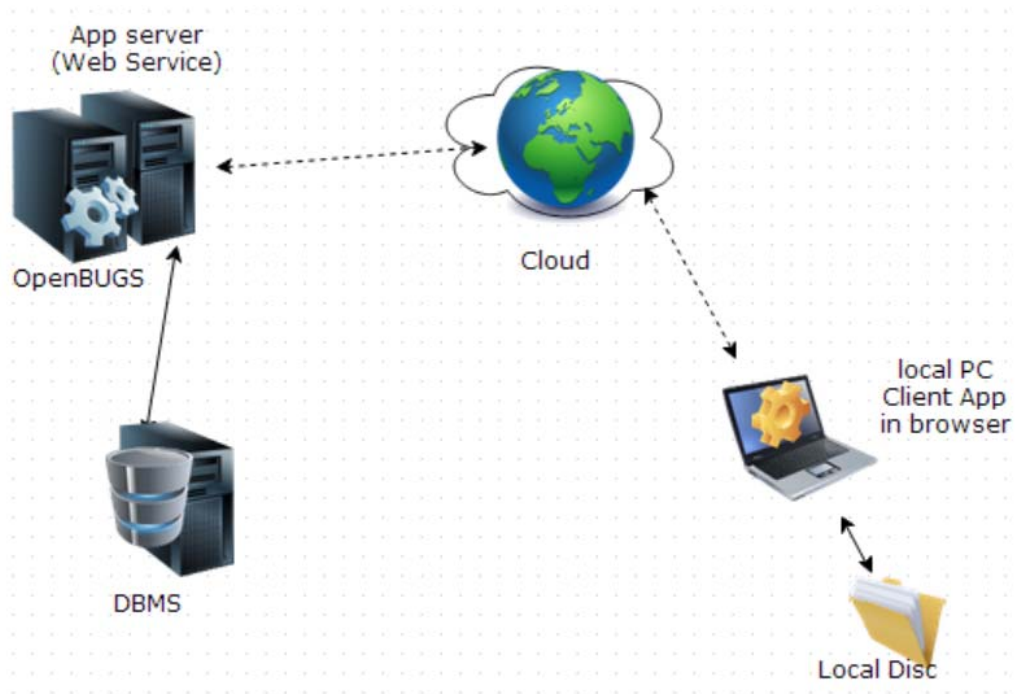 App server
(Web Service)
OpenBUGS
Cloud
local PC
Client App
in browser
DBMS
Local Disc